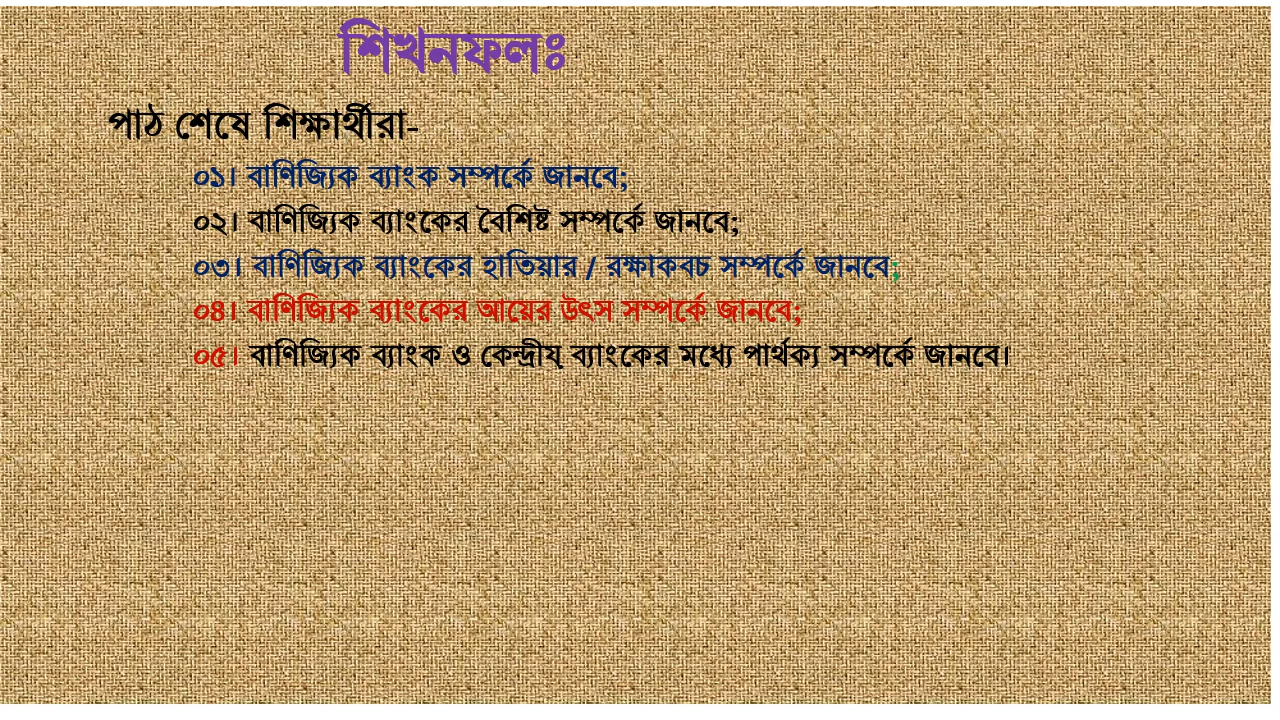 শিখনফলঃ
পাঠ শেষে শিক্ষার্থীরা-
০১। বাণিজ্যিক ব্যাংক সম্পর্কে জানবে;
০২। বাণিজ্যিক ব্যাংকের বৈশিষ্ট সম্পর্কে জানবে;
০৩। বাণিজ্যিক ব্যাংকের হাতিয়ার / রক্ষাকবচ সম্পর্কে জানবে;
০৪। বাণিজ্যিক ব্যাংকের আয়ের উৎস সম্পর্কে জানবে;
০৫। বাণিজ্যিক ব্যাংক ও কেন্দ্রীয্ ব্যাংকের মধ্যে পার্থক্য সম্পর্কে জানবে।